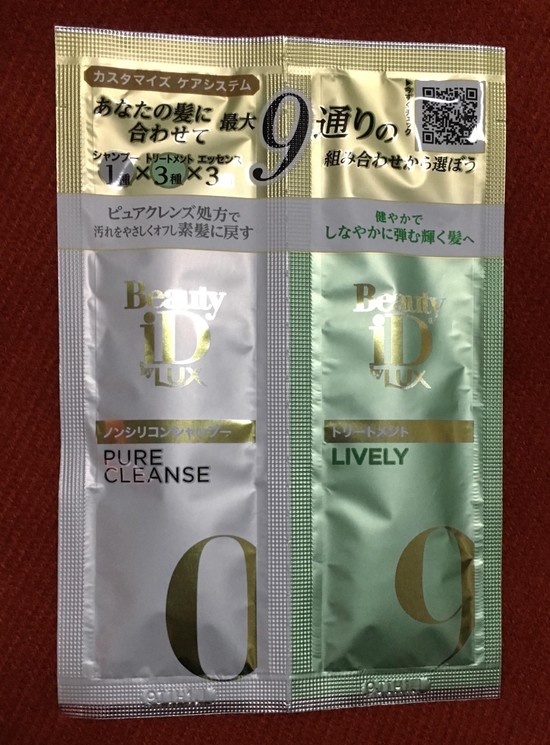 カスタマイズ ケアシステム
あなたの髪に
合わせて 最大 9 通りの
組み合わせから選ぼう
シャンプー トリートメント エッセンス
1種×3種×3
ピュアクレンズ処方で
汚れをやさしくオフし素髪に戻す
健やかで
しなやかに弾む輝く髪へ
Beauty
iD
by LUX
ノンシリコンシャンプー
PURE
CLEANSE
0
Beauty
iD
by LUX
トリートメント
LIVELY
9